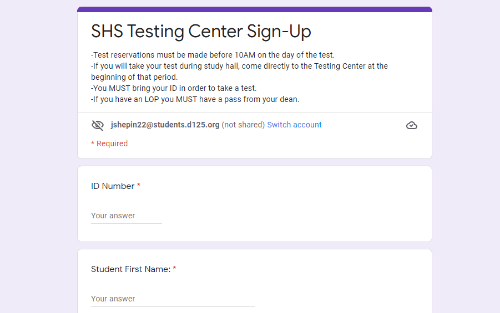 SHS Testing Center Sign-Up
-Test reservations must be made before 10AM on the day of the test.
-If you will take your test during study hall, come directly to the Testing Center at the
beginning of that period.
-You MUST bring your ID in order to take a test.
-If you have an LOP you MUST have a pass from your dean.
jshepin22@students.d125.org (not shared) Switch account
* Required
ID Number *
Your answer
Student First Name: *
Your answer